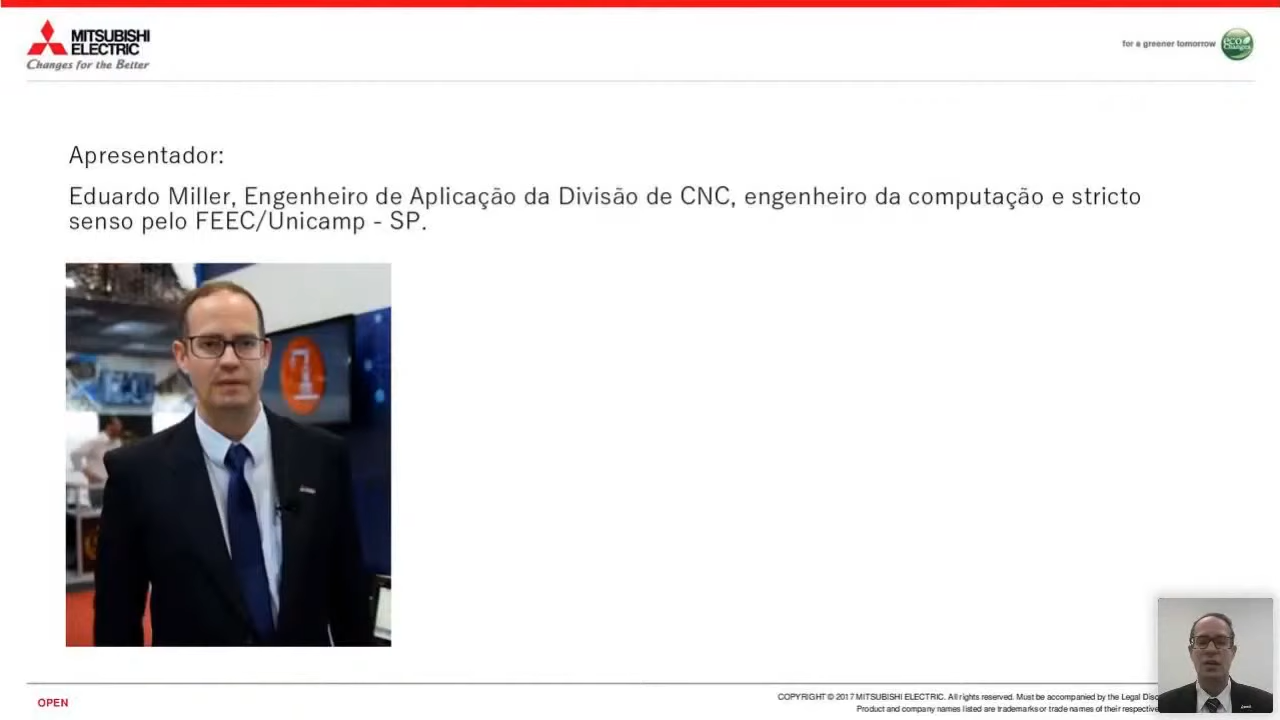 MITSUBISHI
ELECTRIC
Changes for the Better
for a greener tomorrow
eco
Changes
Apresentador:
Eduardo Miller, Engenheiro de Aplicação da Divisão de CNC, engenheiro da computação e stricto
senso pelo FEEC/Unicamp - SP.
OPEN
COPYRIGHT © 2017 MITSUBISHI ELECTRIC. All rights reserved. Must be accompanied by the Legal
Product and company names listed are trademarks or trade names of their respective